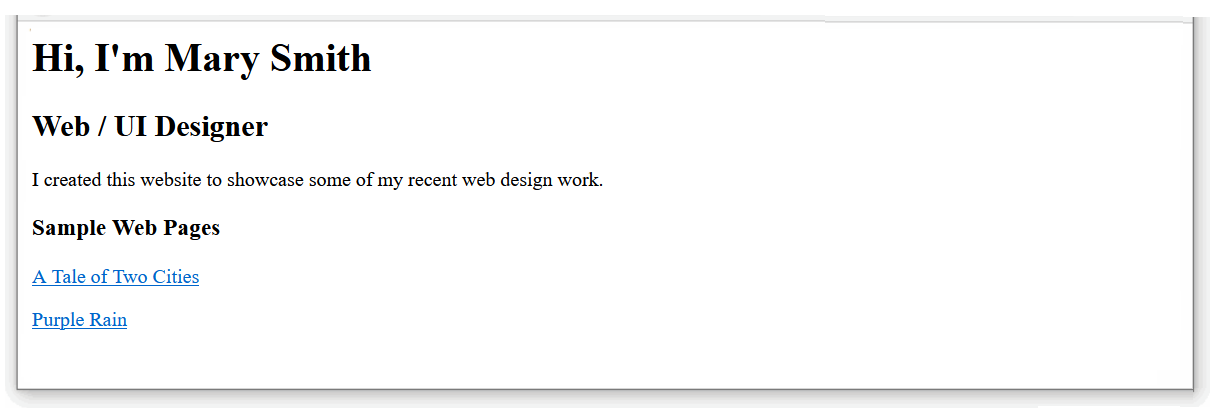 Hi, I'm Mary Smith
Web / UI Designer
I created this website to showcase some of my recent web design work.
Sample Web Pages
A Tale of Two Cities
Purple Rain